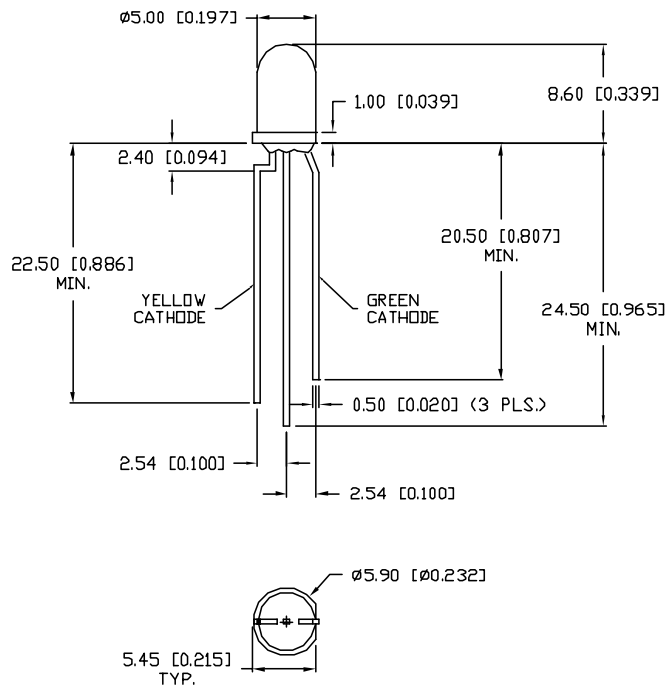 ø5.00 [0.197]
1.00 [0.039]
8.60 [0.339]
2.40 [0.094]
22.50 [0.886]
MIN.
20.50 [0.807]
MIN.
24.50 [0.965]
MIN.
YELLOW
CATHODE
GREEN
CATHODE
0.50 [0.020] (3 PLS.)
2.54 [0.100]
2.54 [0.100]
ø5.90 [ø0.232]
5.45 [0.215]
TYP.